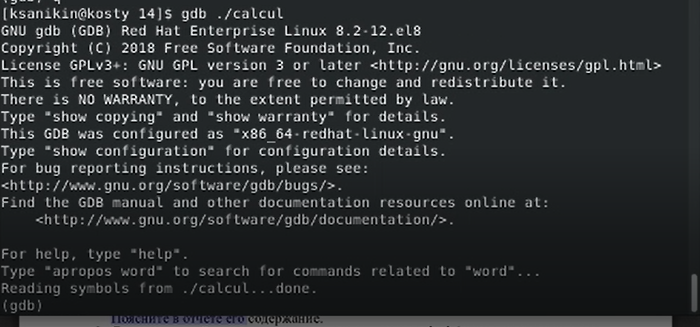 (gdb) q
[ksanikin@kosty 14]$ gdb ./calcul
GNU gdb (GDB) Red Hat Enterprise Linux 8.2-12.el8
Copyright (C) 2018 Free Software Foundation, Inc.
License GPLv3+: GNU GPL version 3 or later <http://gnu.org/licenses/gpl.html>
This is free software: you are free to change and redistribute it.
There is NO WARRANTY, to the extent permitted by law.
Type "show copying" and "show warranty" for details.
This GDB was configured as "x86_64-redhat-linux-gnu".
Type "show configuration" for configuration details.
For bug reporting instructions, please see:
<http://www.gnu.org/software/gdb/bugs/>.
Find the GDB manual and other documentation resources online at:
    <http://www.gnu.org/software/gdb/documentation/>.
For help, type "help".
Type "apropos word" to search for commands related to "word"...
Reading symbols from ./calcul...done.
(gdb)
Поясните в отчёте его содержание.